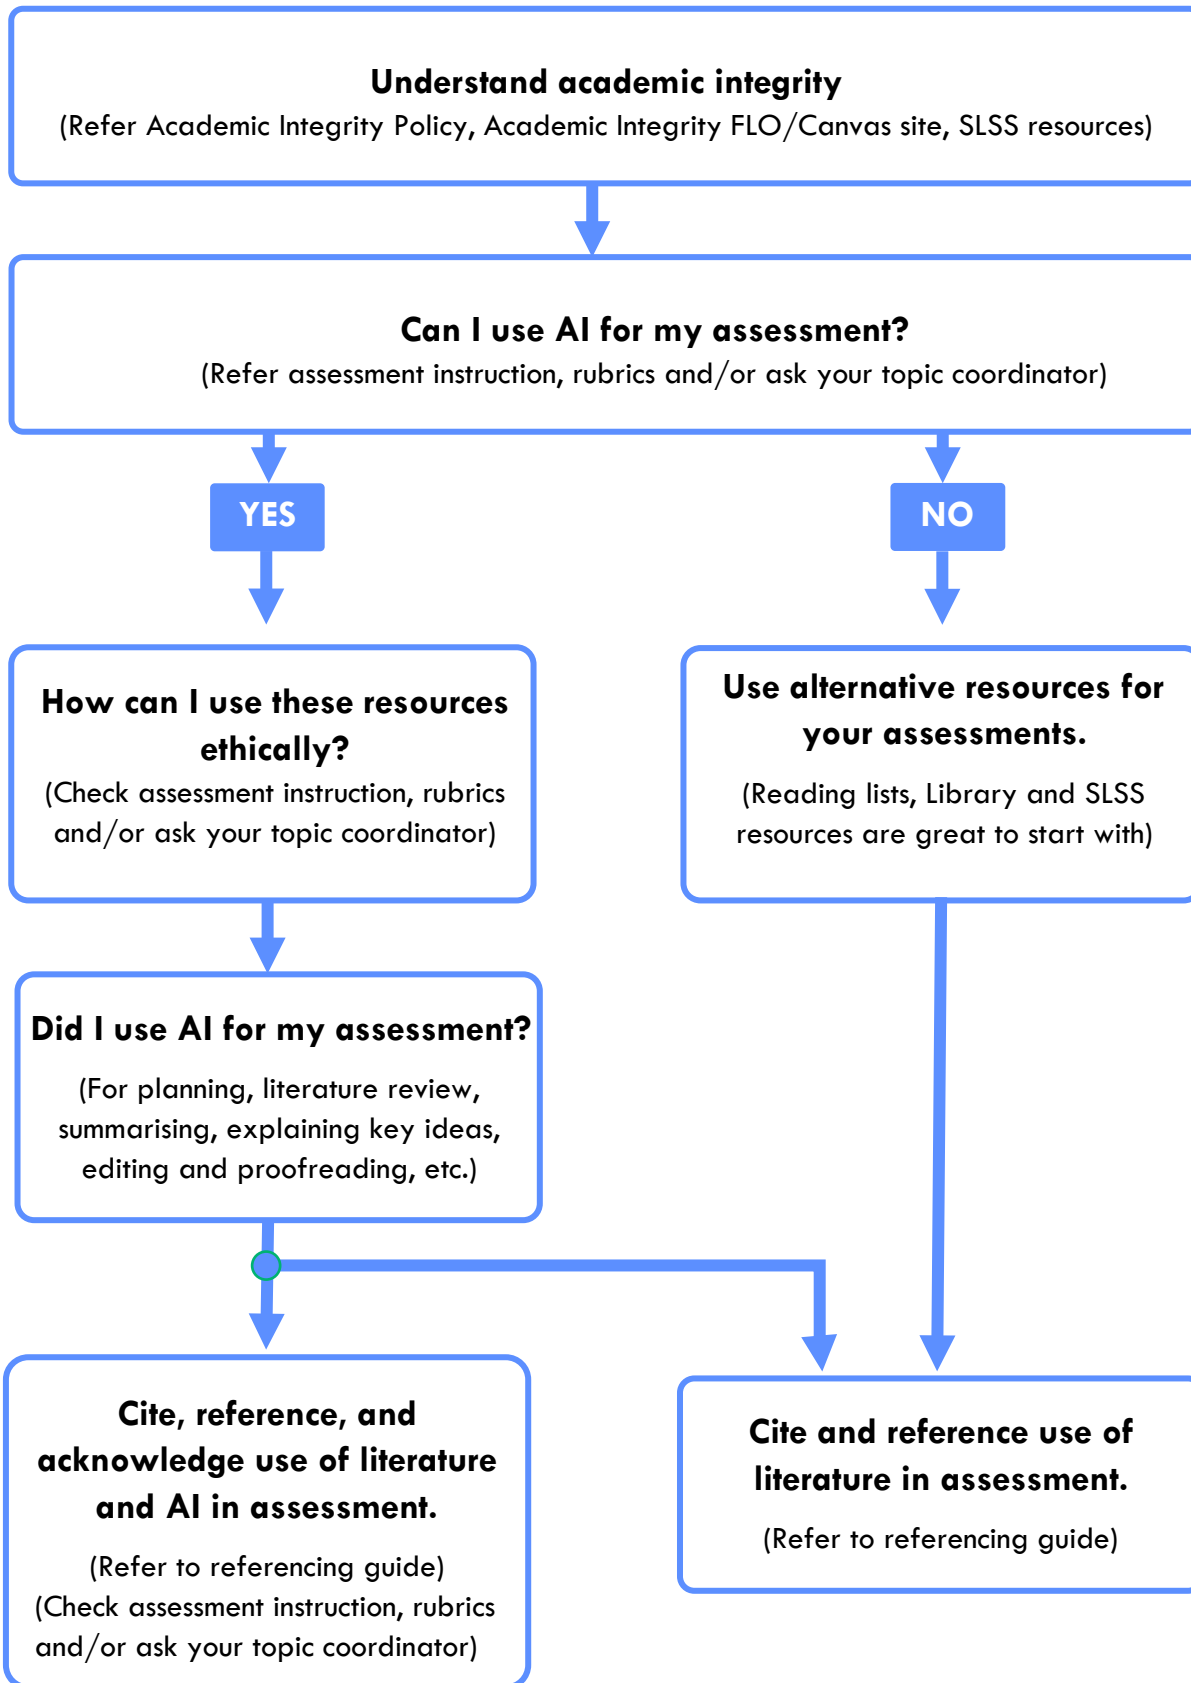 Understand academic integrity
(Refer Academic Integrity Policy, Academic Integrity FLO/Canvas site, SLSS resources)
Can I use AI for my assessment?
(Refer assessment instruction, rubrics and/or ask your topic coordinator)
YES
NO
How can I use these resources
ethically?
(Check assessment instruction, rubrics
and/or ask your topic coordinator)
Use alternative resources for
your assessments.
(Reading lists, Library and SLSS
resources are great to start with)
Did I use AI for my assessment?
(For planning, literature review,
summarising, explaining key ideas,
editing and proofreading, etc.)
Cite, reference, and
acknowledge use of literature
and AI in assessment.
(Refer to referencing guide)
(Check assessment instruction, rubrics
and/or ask your topic coordinator)
Cite and reference use of
literature in assessment.
(Refer to referencing guide)